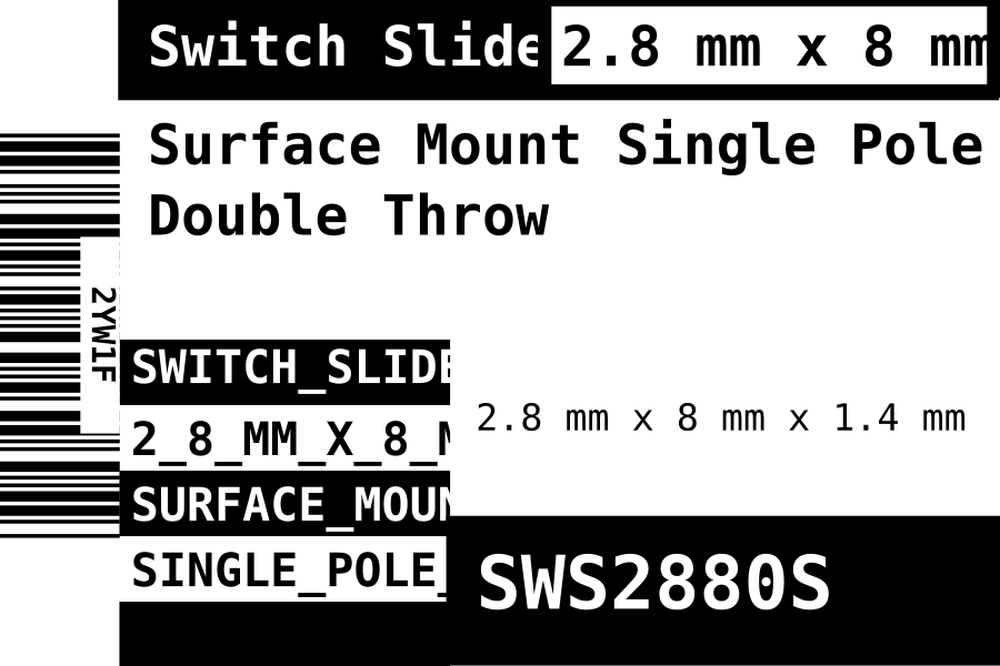 Switch Slide 2.8 mm x 8 mm
Surface Mount Single Pole
Double Throw
2YW1F
SWITCH_SLIDE
2_8_MM_X_8_
SURFACE_MOUN
SINGLE_POLE_
2.8 mm x 8 mm x 1.4 mm
SWS2880S